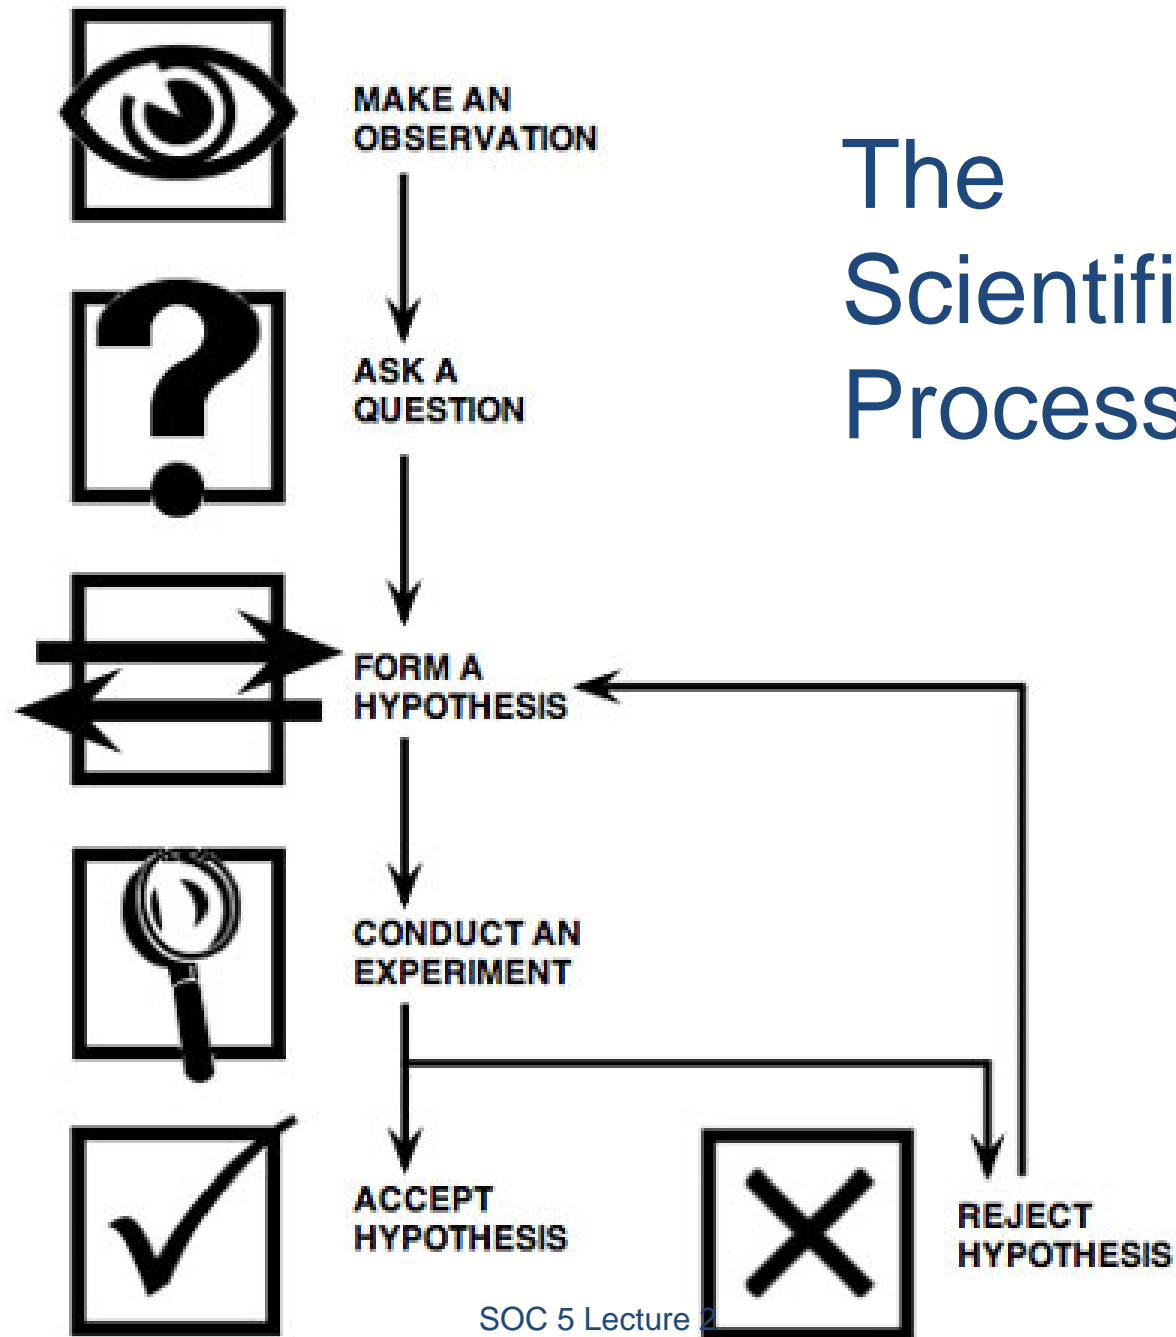 MAKE AN
OBSERVATION
The
Scientifi
Process
ASK A
QUESTION
FORM A
HYPOTHESIS
CONDUCT AN
EXPERIMENT
ACCEPT
HYPOTHESIS
REJECT
HYPOTHESIS
SOC 5 Lecture 2